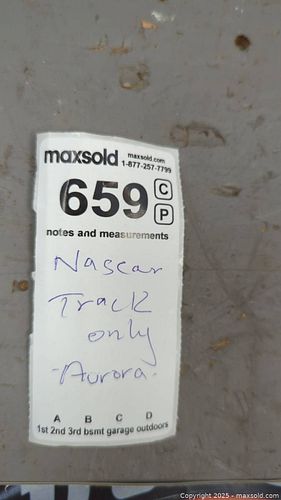 maxsold maxsold.com
1-877-257-7799
659 C
P
notes and measurements
Nascar
Track
only
-Aurora-
A B C D
1st 2nd 3rd bsmt garage outdoors
Copyright 2025 - maxsold.com